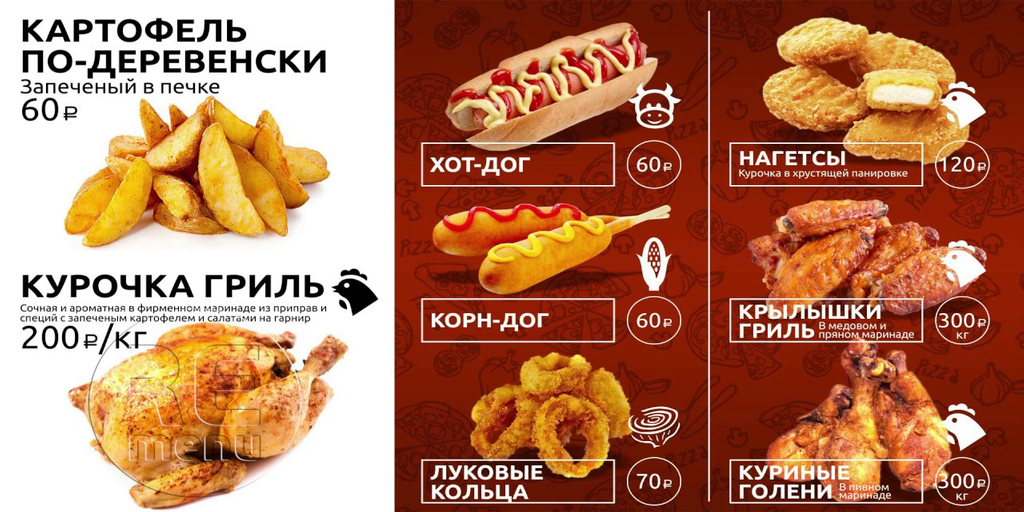 КАРТОФЕЛЬ
ПО-ДЕРЕВЕНСКИ
Запеченый в печке
60₽
КУРОЧКА ГРИЛЬ
Сочная и ароматная в фирменном маринаде из приправ и
специй с запеченым картофелем и салатами на гарнир
200₽/кг
RE
menu
ХОТ-ДОГ
60₽
КОРН-ДОГ
60₽
ЛУКОВЫЕ
КОЛЬЦА
70₽
НАГЕТСЫ
Курочка в хрустящей панировке
120₽
КРЫЛЫШКИ
ГРИЛЬ В медовом и
пряном маринаде
300₽
кг
КУРИНЫЕ
ГОЛЕНИ В пивном
маринаде
300₽
кг